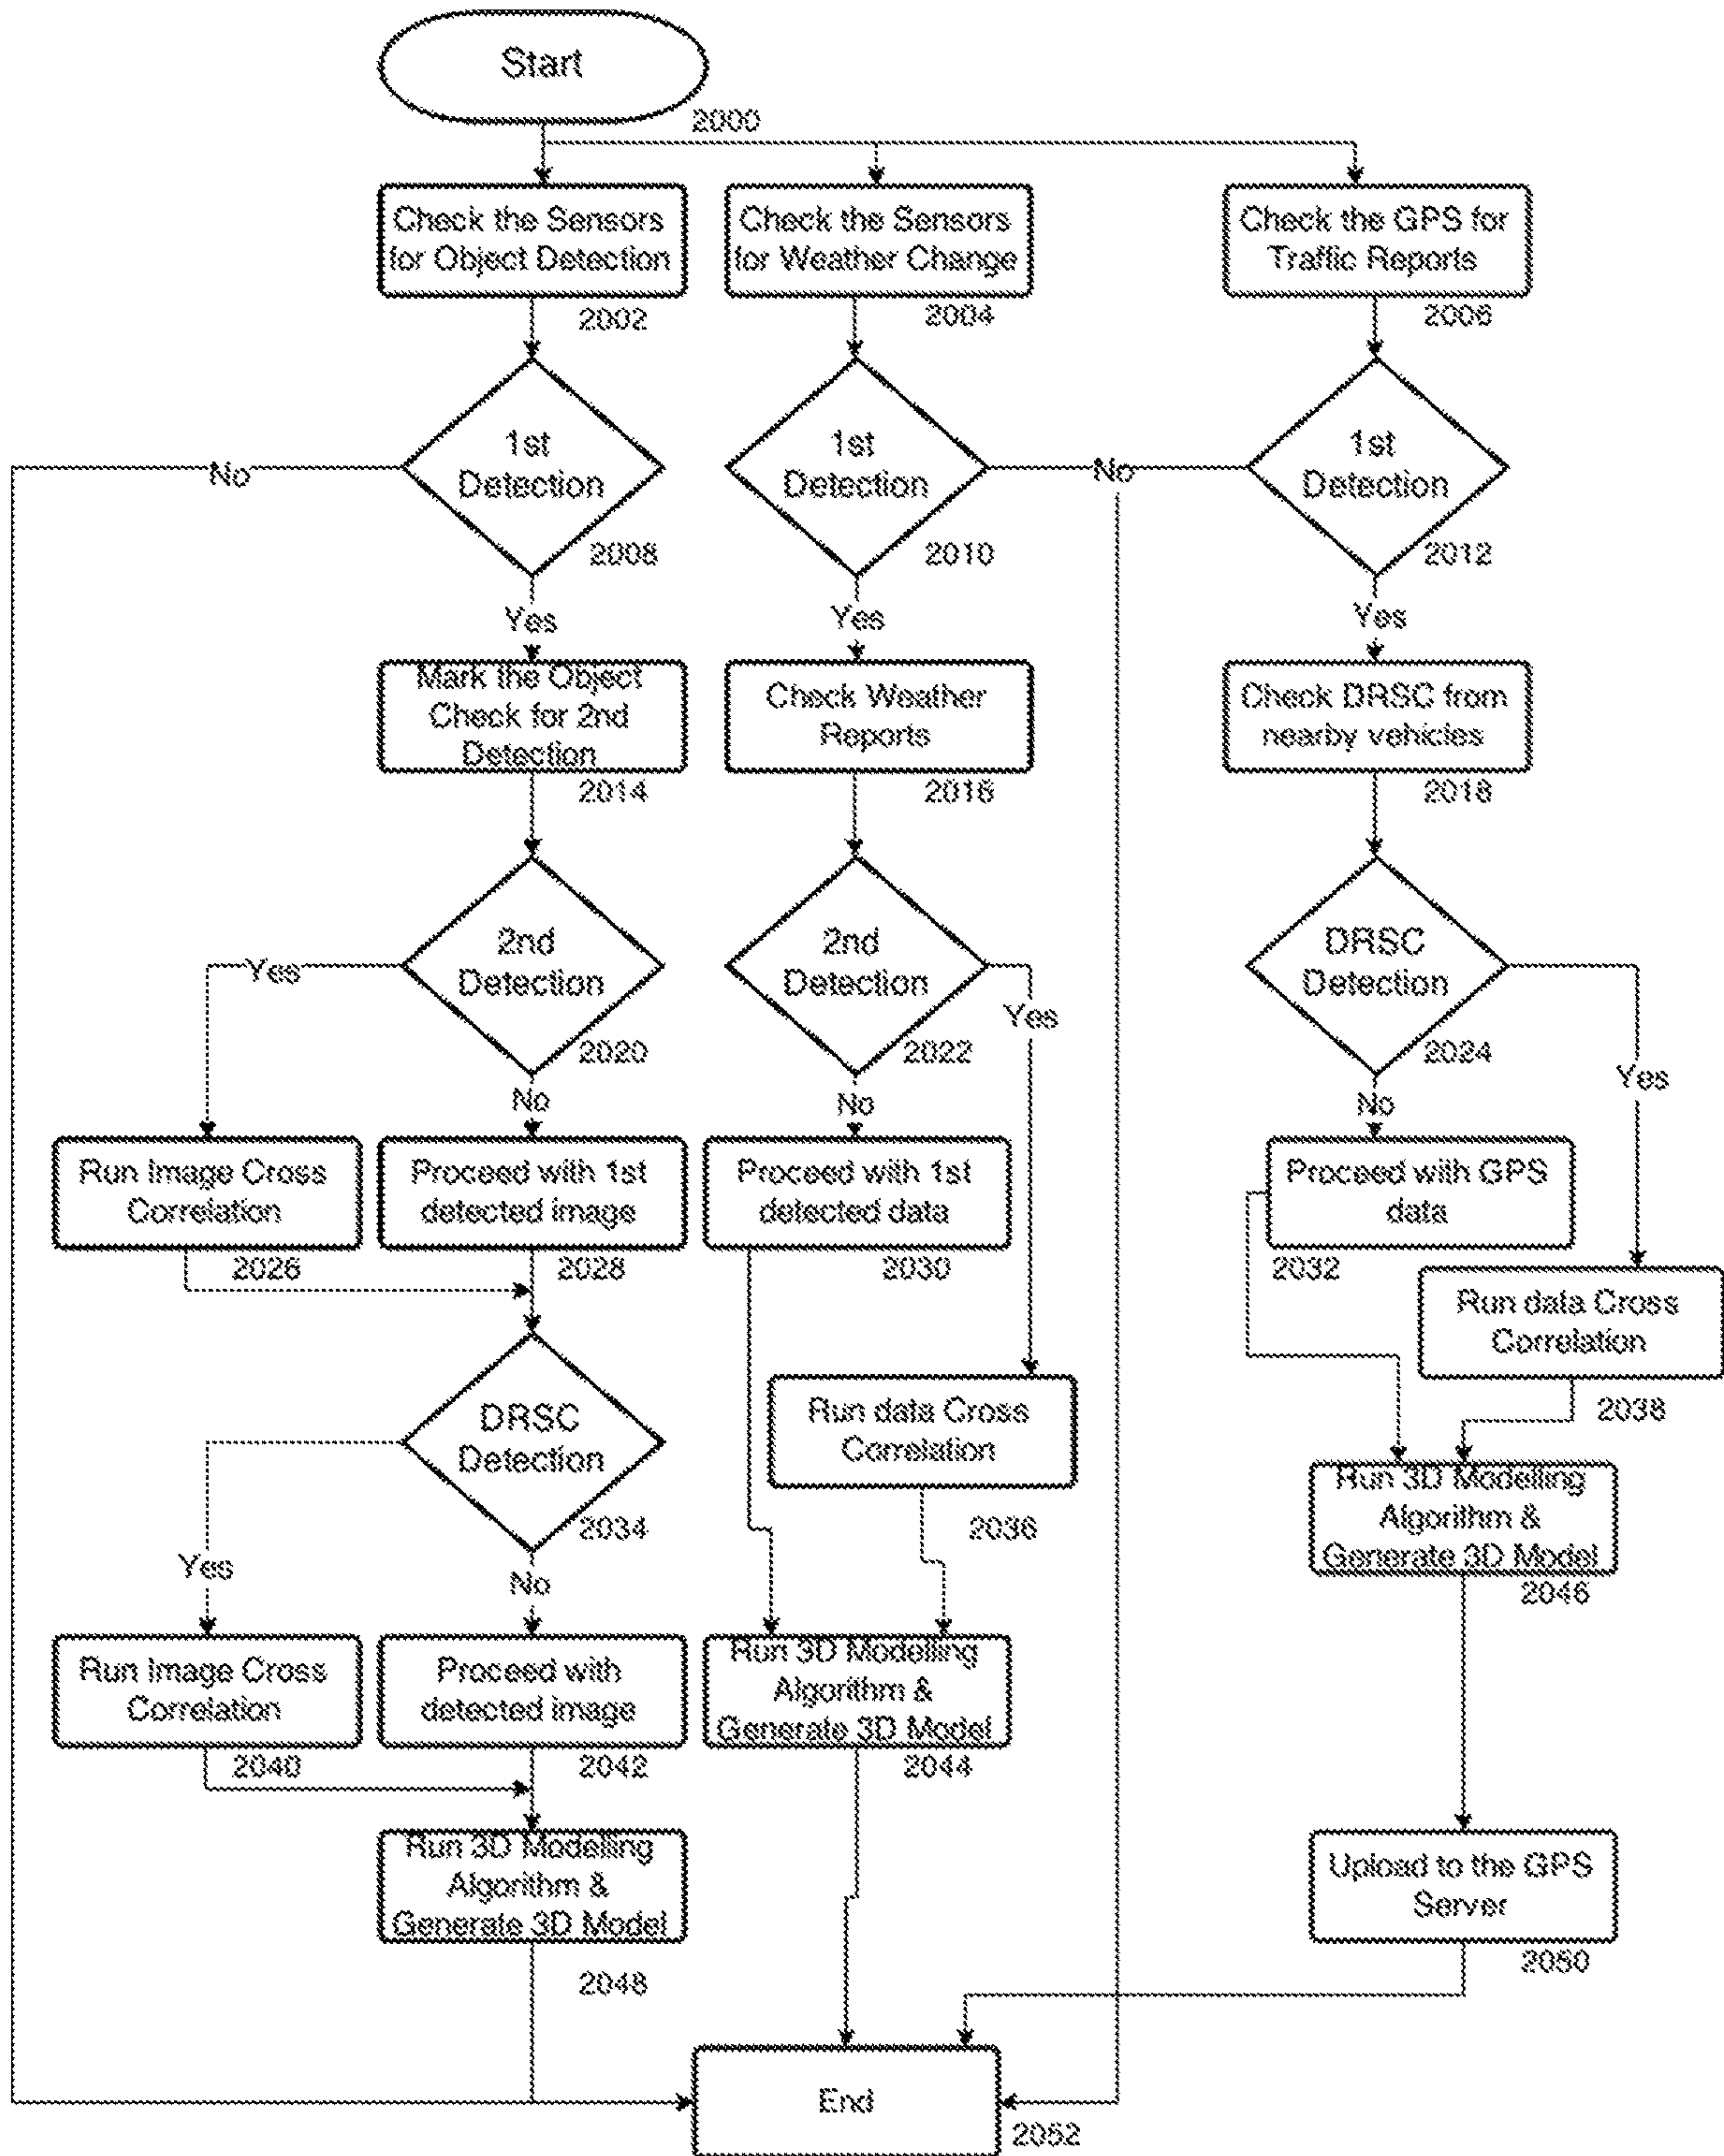 Start
2000
Check the Sensors
for Object Detection
2002
Check the Sensors
for Weather Change
2004
Check the GPS for
Traffic Reports
2006
1st
Detection
2008
No
1st
Detection
2010
No
1st
Detection
2012
Yes
Yes
Yes
Mark the Object
Check for 2nd
Detection
2014
Check Weather
Reports
2016
Check DRSC from
nearby vehicles
2018
2nd
Detection
2020
Yes
No
2nd
Detection
2022
Yes
No
DRSC
Detection
2024
Yes
No
Run Image Cross
Correlation
2026
Proceed with 1st
detected image
2028
Proceed with 1st
detected data
2030
Proceed with GPS
data
2032
Run data Cross
Correlation
2038
DRSC
Detection
2034
Yes
No
Run data Cross
Correlation
2036
Run 3D Modelling
Algorithm &
Generate 3D Model
2046
Run Image Cross
Correlation
2040
Proceed with
detected image
2042
Run 3D Modelling
Algorithm &
Generate 3D Model
2044
Run 3D Modelling
Algorithm &
Generate 3D Model
2048
Upload to the GPS
Server
2050
End
2052